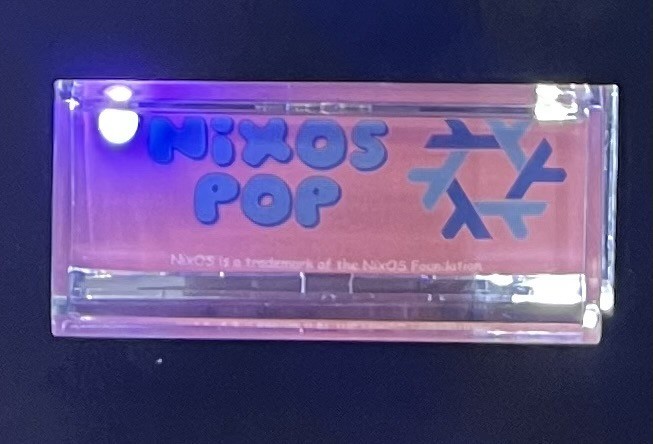 NiXOS
POP
NixOS is a trademark of the NixOS Foundation